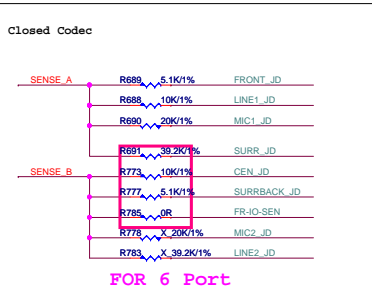 Closed Codec
SENSE_A R689 5.1K/1% FRONT_JD
R688 10K/1% LINE1_JD
R690 20K/1% MIC1_JD
R691 39.2K/1% SURR_JD
SENSE_B R773 10K/1% CEN_JD
R777 5.1K/1% SURRBACK_JD
R785 0R FR-IO-SEN
R778 X_20K/1% MIC2_JD
R783 X_39.2K/1% LINE2_JD
FOR 6 Port